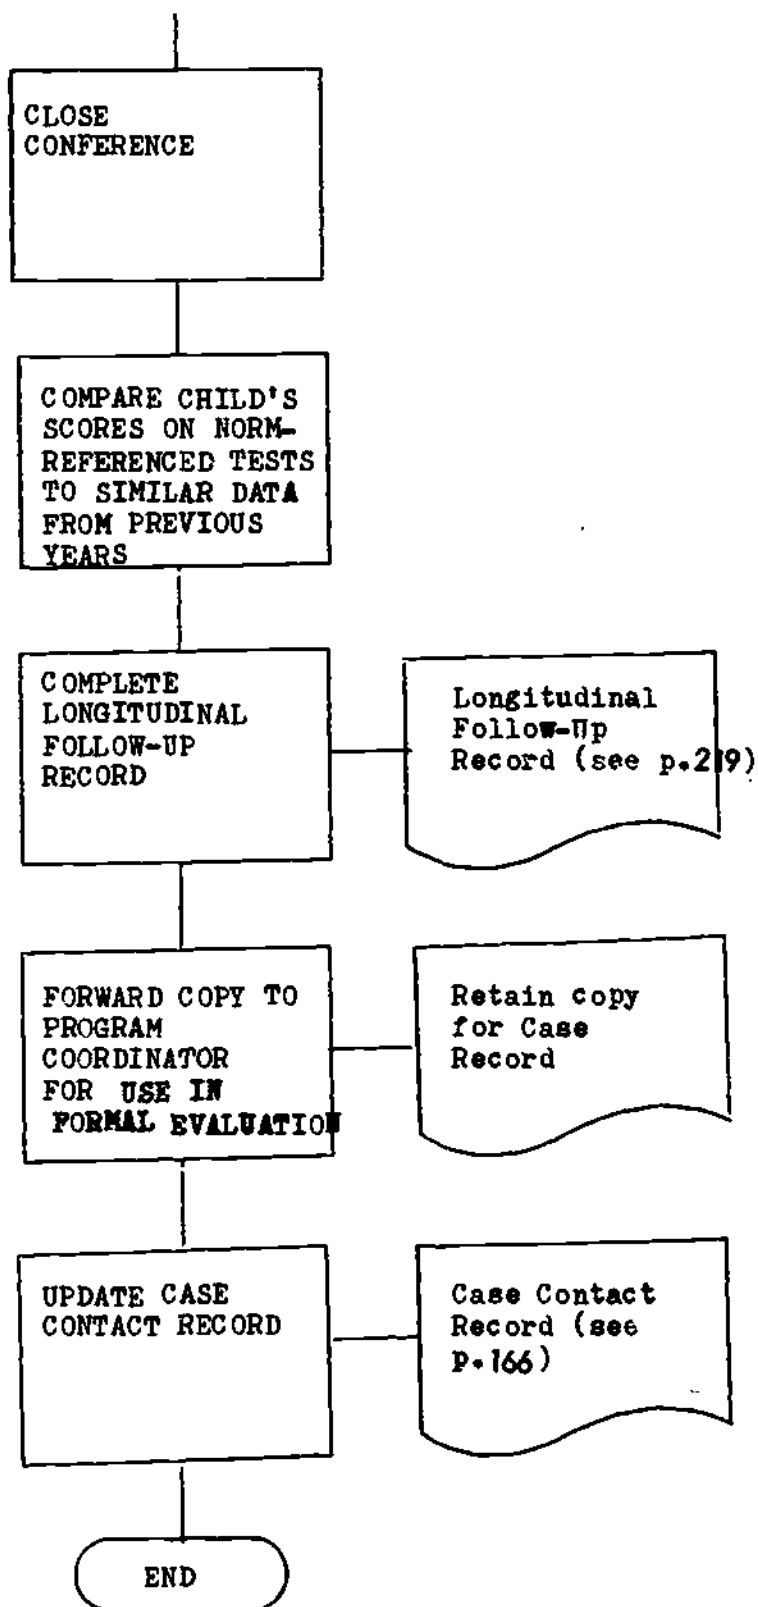 CLOSE
CONFERENCE
COMPARE CHILD'S
SCORES ON NORM-
REFERENCED TESTS
TO SIMILAR DATA
FROM PREVIOUS
YEARS
COMPLETE
LONGITUDINAL
FOLLOW-UP
RECORD
Longitudinal
Follow-Up
Record (see
FORWARD COPY TO
PROGRAM
COORDINATOR
FOR USE IN
FORMAL EVALUATION
Retain copy
for Case
Record
UPDATE CASE
CONTACT RECORD
Case Contact
Record (see
p.166)
END